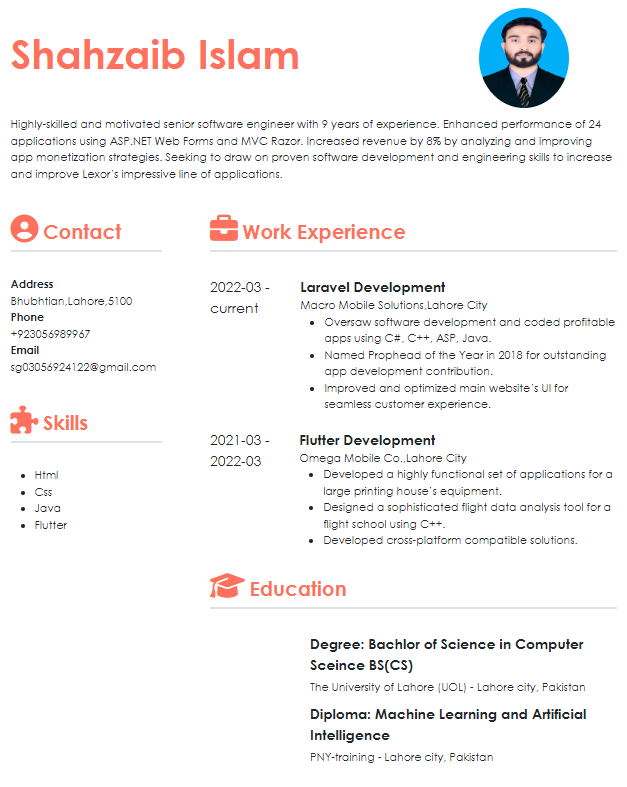 Shahzaib Islam
Highly-skilled and motivated senior software engineer with 9 years of experience. Enhanced performance of 24
applications using ASP.NET Web Forms and MVC Razor. Increased revenue by 8% by analyzing and improving
app monetization strategies. Seeking to draw on proven software development and engineering skills to increase
and improve Lexor's impressive line of applications.
Contact
Address
Bhubhtian,Lahore,5100
Phone
+923056989967
Email
sg03056924122@gmail.com
Skills
Html
Css
Java
Flutter
Work Experience
2022-03 -
current
Laravel Development
Macro Mobile Solutions,Lahore City
Oversaw software development and coded profitable
apps using C#, C++, ASP, Java.
Named Prophead of the Year in 2018 for outstanding
app development contribution.
Improved and optimized main website's UI for
seamless customer experience.
2021-03 -
2022-03
Flutter Development
Omega Mobile Co.,Lahore City
Developed a highly functional set of applications for a
large printing house's equipment.
Designed a sophisticated flight data analysis tool for a
flight school using C++.
Developed cross-platform compatible solutions.
Education
Degree: Bachlor of Science in Computer
Sceince BS(CS)
The University of Lahore (UOL) - Lahore city, Pakistan
Diploma: Machine Learning and Artificial
Intelligence
PNY-training - Lahore city, Pakistan